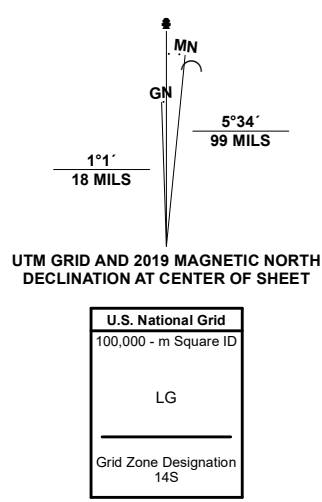 MN
GN
5°34´
99 MILS
1°1´
18 MILS
UTM GRID AND 2019 MAGNETIC NORTH
DECLINATION AT CENTER OF SHEET
U.S. National Grid
100,000 - m Square ID
LG
Grid Zone Designation
14S